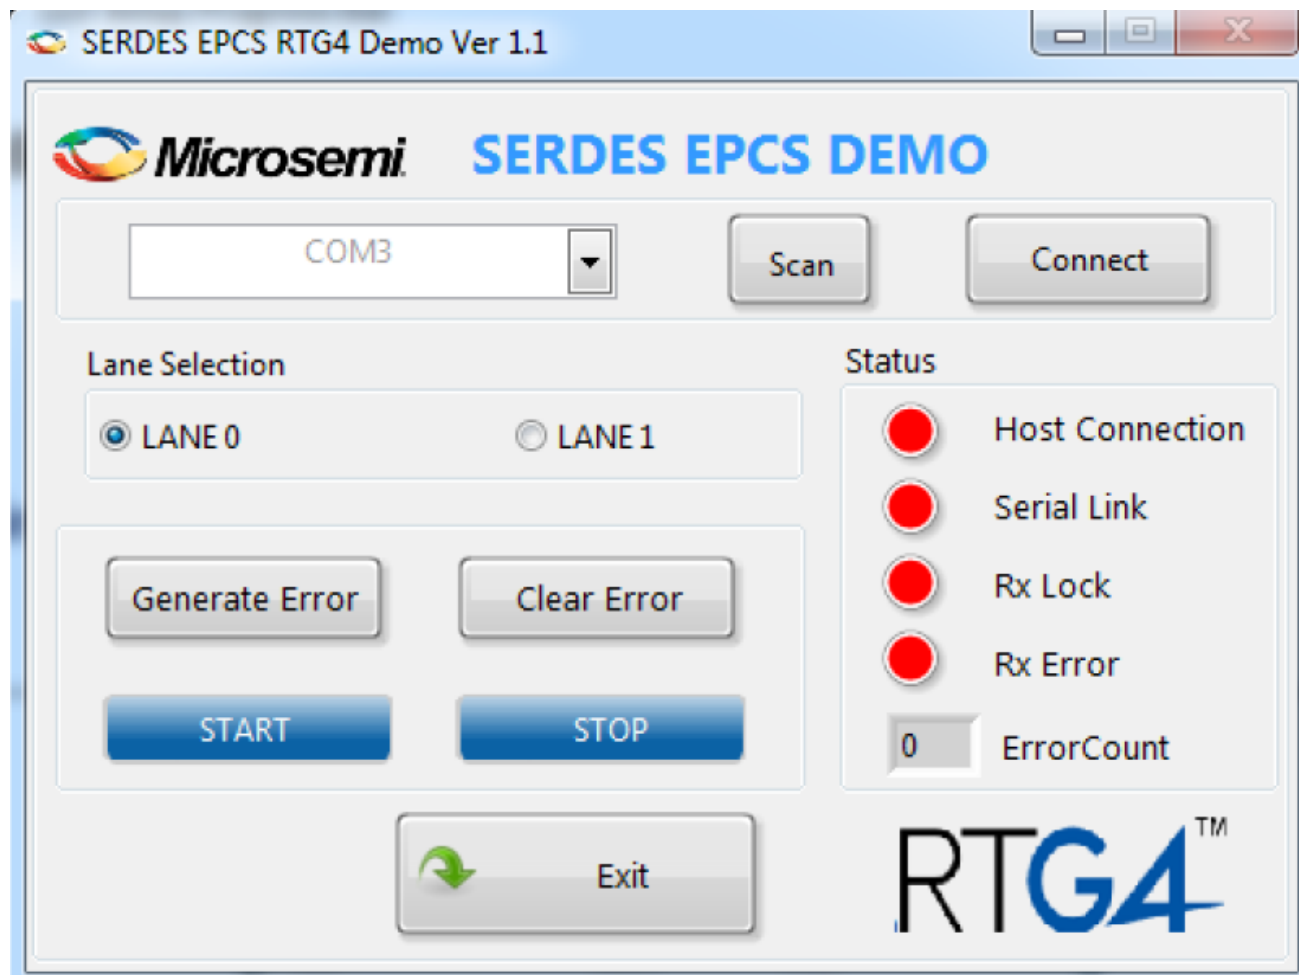 SERDES EPCS RTG4 Demo Ver 1.1
Microsemi. SERDES EPCS DEMO
COM3
Scan
Connect
Lane Selection
LANE 0
LANE 1
Status
Host Connection
Serial Link
Rx Lock
Rx Error
0 ErrorCount
Generate Error
Clear Error
START
STOP
Exit
RTG4™